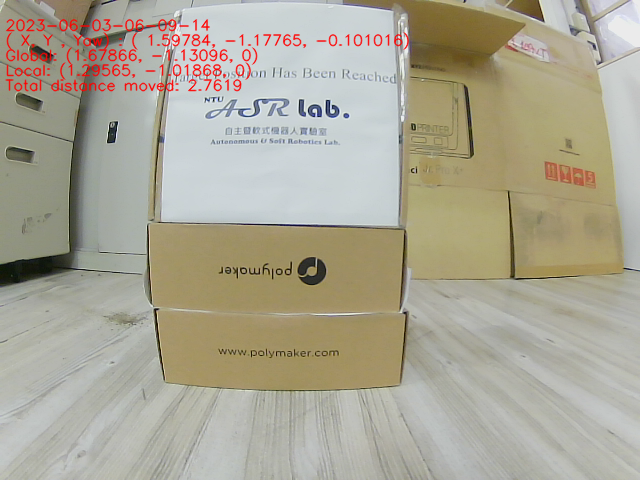 2023-06-03-06-09-14
( X, Y , Yaw) : ( 1.59784, -1.17765, -0.101016)
Global: (1.67866, -1.13096, 0)
Local: (1.29565, -1.01868, 0)
Position Has Been Reached
Total distance moved: 2.7619
NTU
ASR Lab.
自主暨軟式機器人實驗室
Autonomous & Soft Robotics Lab.
PRINTER
polymaker
www.polymaker.com